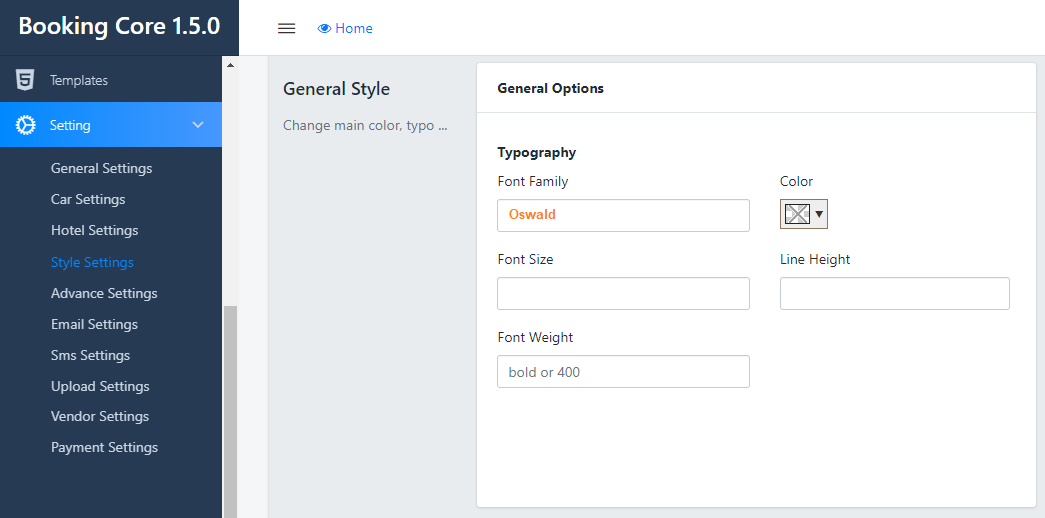 Booking Core 1.5.0
Home
Templates
Setting
General Settings
Car Settings
Hotel Settings
Style Settings
Advance Settings
Email Settings
Sms Settings
Upload Settings
Vendor Settings
Payment Settings
General Style
Change main color, typo ...
General Options
Typography
Font Family
Color
Oswald
Font Size
Line Height
Font Weight
bold or 400